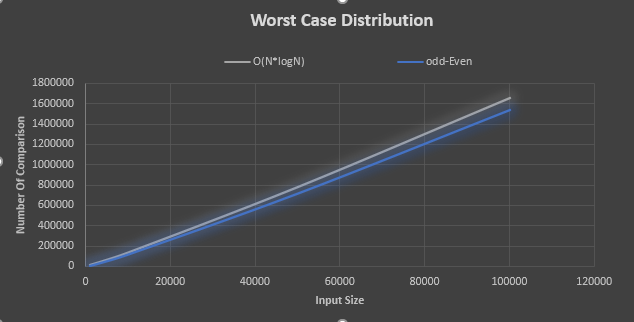 Worst Case Distribution
O(N*logN) odd-Even
1800000
1600000
1400000
1200000
1000000
800000
600000
400000
200000
0
Number Of Comparison
0 20000 40000 60000 80000 100000 120000
Input Size